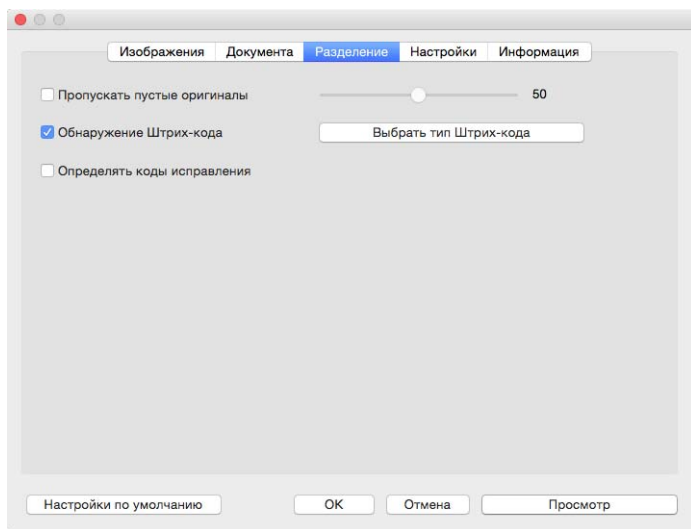 Изображения Документа Разделение Настройки Информация
Пропускать пустые оригиналы 50
Обнаружение Штрих-кода Выбрать тип Штрих-кода
Определять коды исправления
Настройки по умолчанию OK Отмена Просмотр